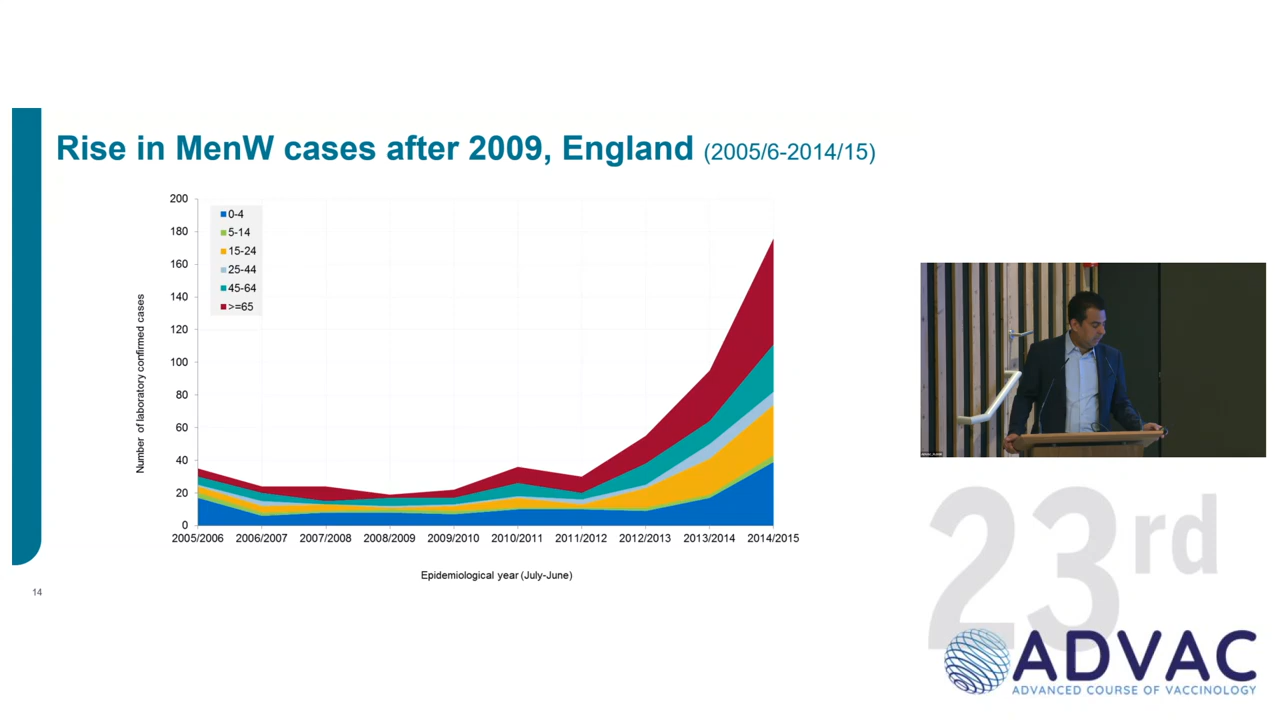 Rise in MenW cases after 2009, England (2005/6-2014/15)
200
180
160
140
120
100
80
60
40
20
0
0-4
5-14
15-24
25-44
45-64
>=65
Number of laboratory confirmed cases
2005/2006 2006/2007 2007/2008 2008/2009 2009/2010 2010/2011 2011/2012 2012/2013 2013/2014 2014/2015
Epidemiological year (July-June)
14
23rd
ADVAC
ADVANCED COURSE OF VACCINOLOGY